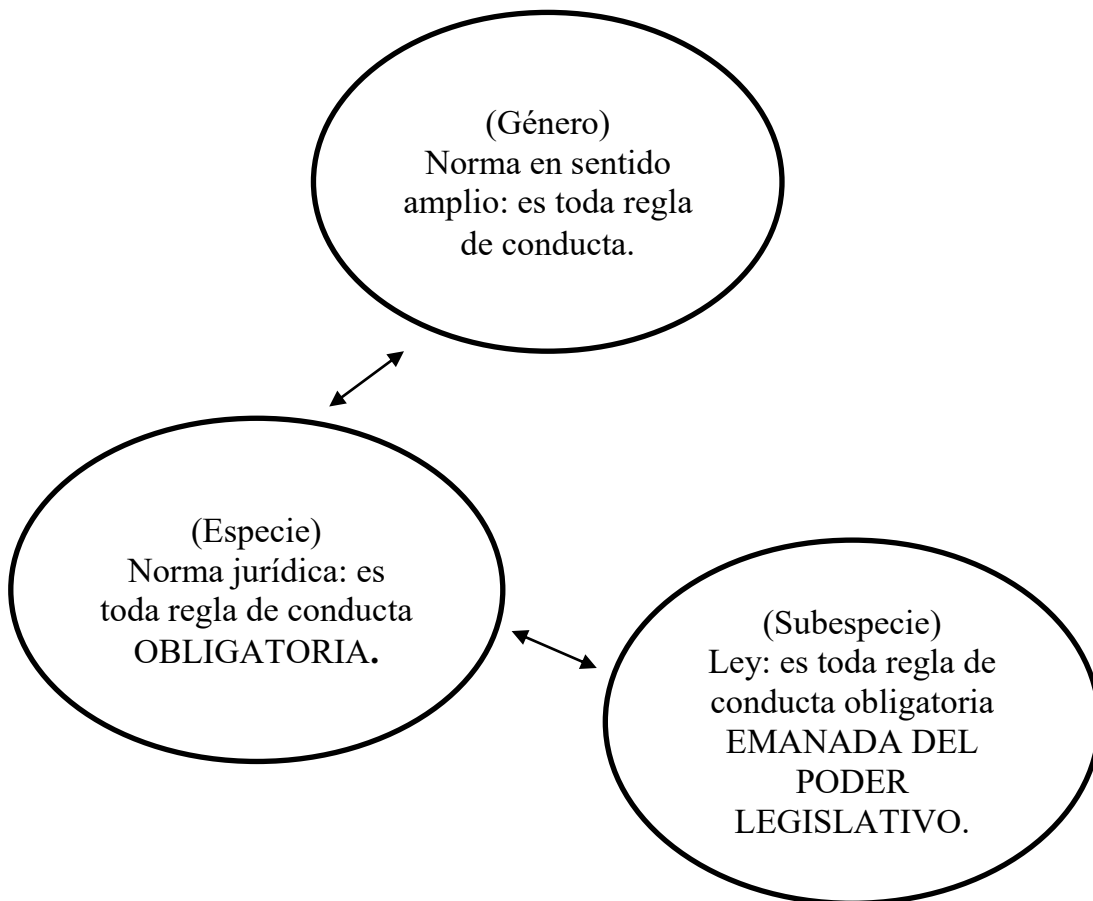 (Género)
Norma en sentido
amplio: es toda regla
de conducta.
(Especie)
Norma jurídica: es
toda regla de conducta
OBLIGATORIA.
(Subespecie)
Ley: es toda regla de
conducta obligatoria
EMANADA DEL
PODER
LEGISLATIVO.